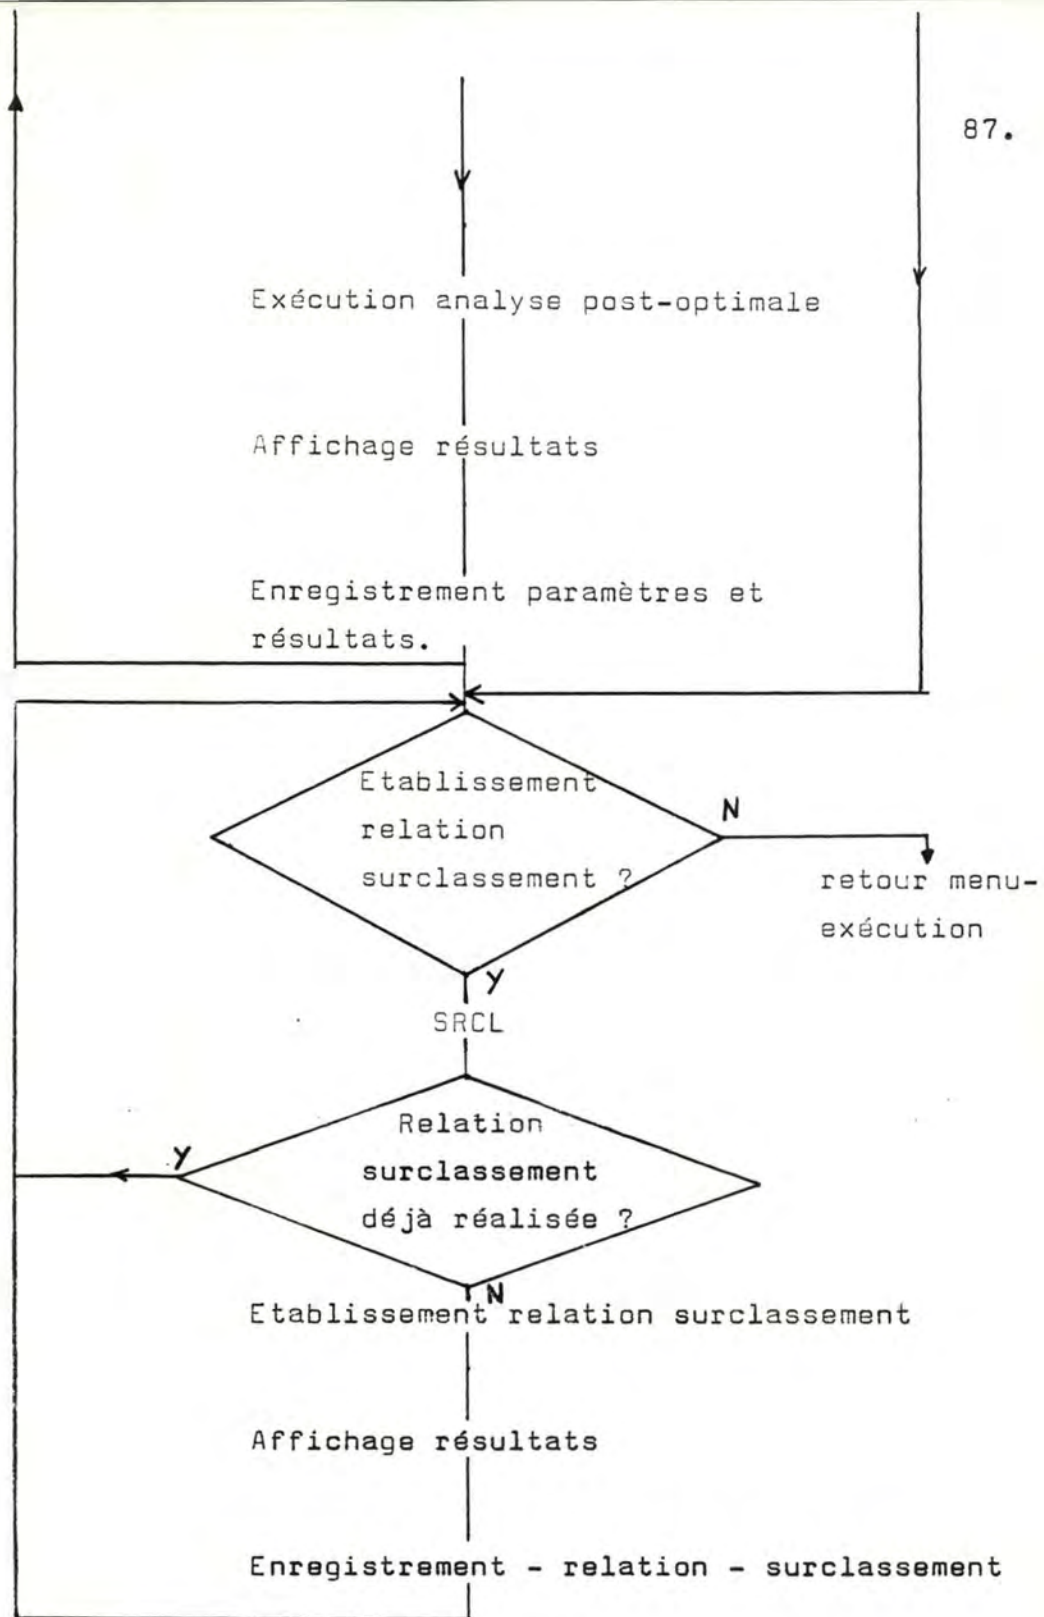 87.
Exécution analyse post-optimale
Affichage résultats
Enregistrement paramètres et
résultats.
Etablissement
relation
surclassement ?
N
retour menu-
exécution
Y
SRCL
Relation
surclassement
déjà réalisée ?
Y
N
Etablissement relation surclassement
Affichage résultats
Enregistrement - relation - surclassement